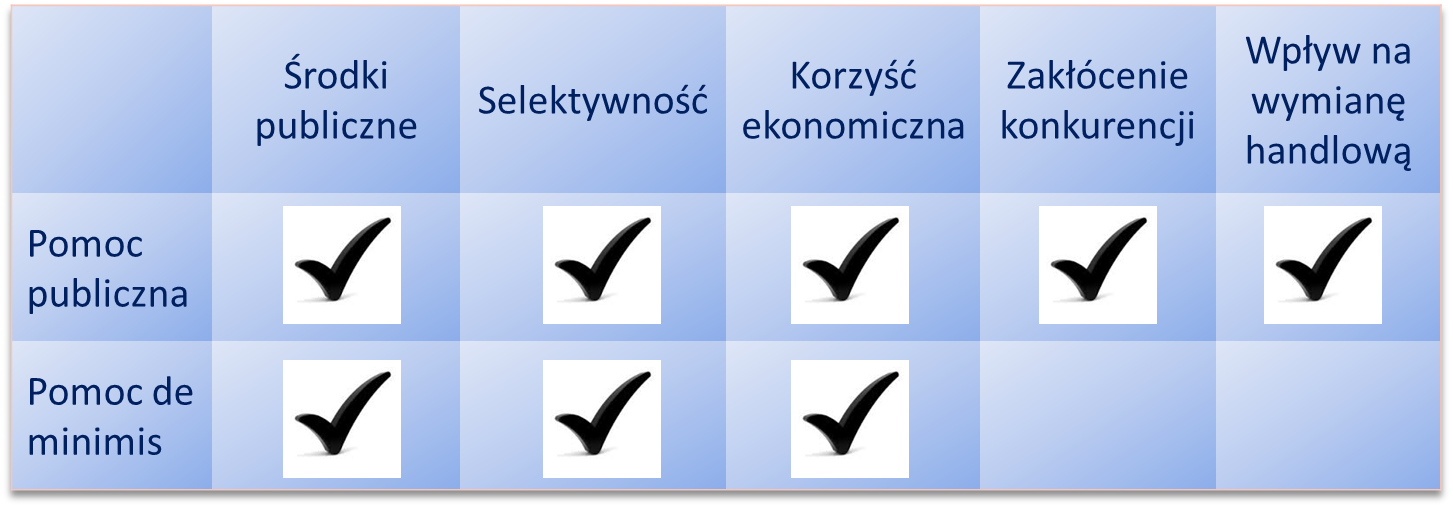 Środki
publiczne
Selektywność
Korzyść
ekonomiczna
Zakłócenie
konkurencji
Wpływ na
wymianę
handlową
Pomoc
publiczna
Pomoc de
minimis